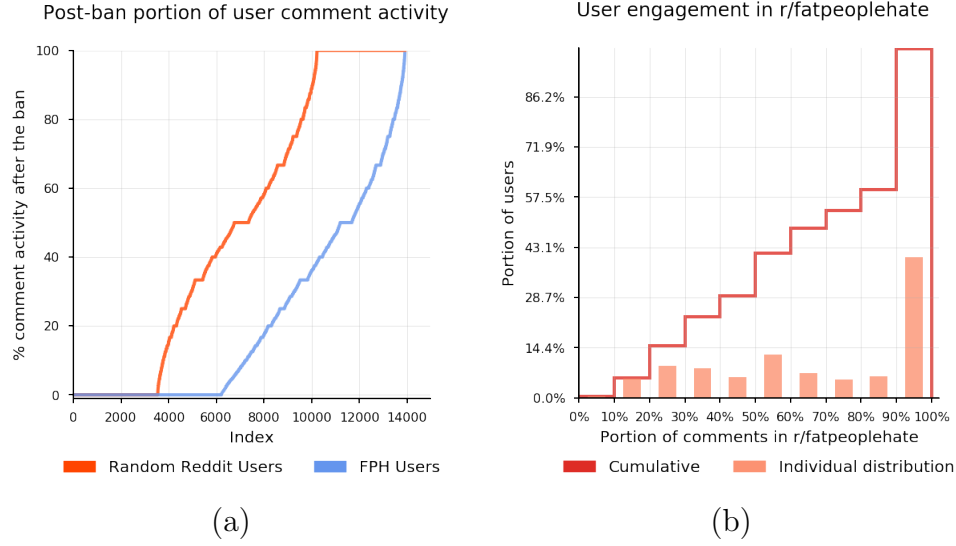 Post-ban portion of user comment activity
% comment activity after the ban
100
80
60
40
20
0
0 2000 4000 6000 8000 10000 12000 14000
Index
Random Reddit Users FPH Users
(a)
User engagement in r/fatpeoplehate
Portion of users
86.2%
71.9%
57.5%
43.1%
28.7%
14.4%
0.0%
0% 10% 20% 30% 40% 50% 60% 70% 80% 90% 100%
Portion of comments in r/fatpeoplehate
Cumulative Individual distribution
(b)